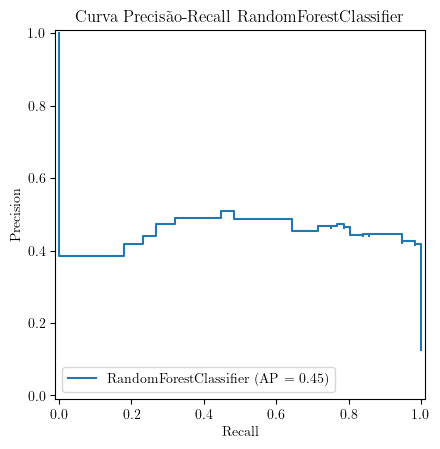 Curva Precisão-Recall RandomForestClassifier
1.0
0.8
0.6
Precision
0.4
0.2
0.0
RandomForestClassifier (AP = 0.45)
0.0 0.2 0.4 0.6 0.8 1.0
Recall